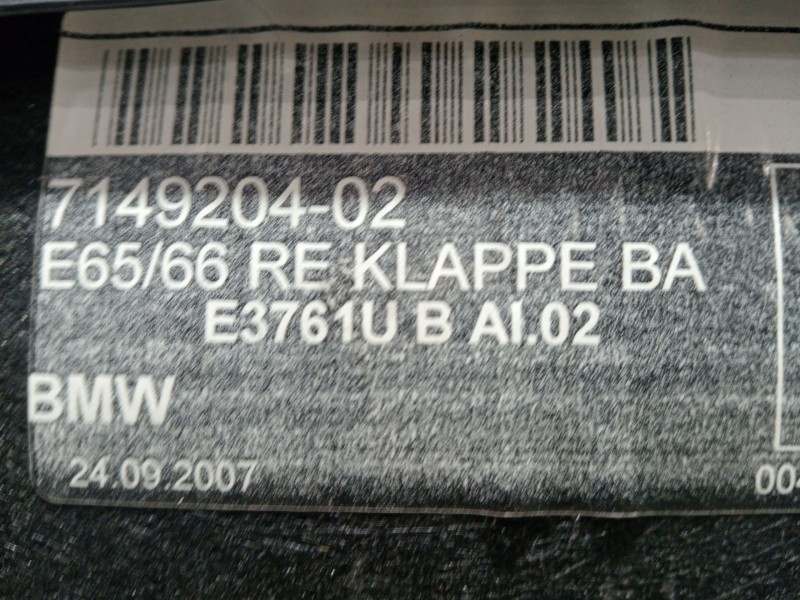 7149204-02
E65/66 RE KLAPPE BA
E3761U B AI.02
BMW
24.09.2007